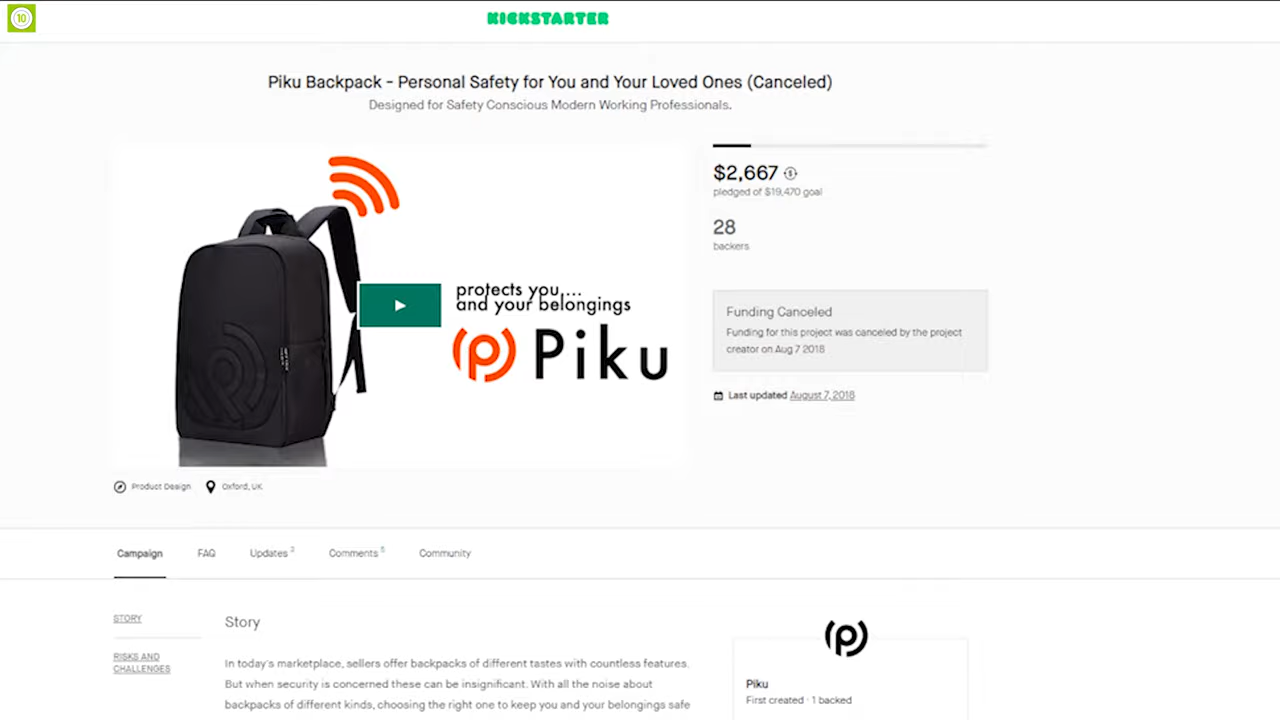 10
KICKSTARTER
Piku Backpack - Personal Safety for You and Your Loved Ones (Canceled)
Designed for Safety Conscious Modern Working Professionals.
protects you....
and your belongings
Piku
$2,667
pledged of $19,470 goal
28
backers
Funding Canceled
Funding for this project was canceled by the project
creator on Aug 7 2018
Last updated August 7, 2018
Product Design
Oxford, UK
Campaign
FAQ
Updates 2
Comments 5
Community
STORY
RISKS AND
CHALLENGES
Story
In today's marketplace, sellers offer backpacks of different tastes with countless features.
But when security is concerned these can be insignificant. With all the noise about
backpacks of different kinds, choosing the right one to keep you and your belongings safe
Piku
First created · 1 backed